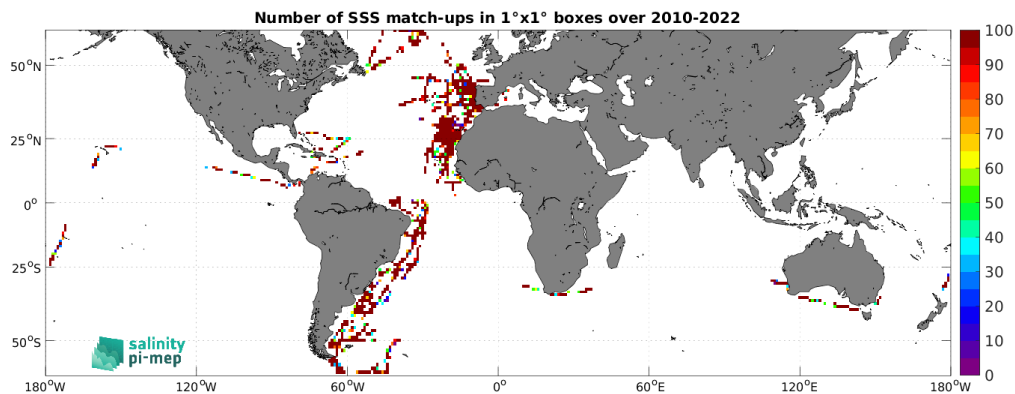 Number of SSS match-ups in 1°x1° boxes over 2010-2022
50°N
25°N
0°
25°S
50°S
180°W
120°W
60°W
0°
60°E
120°E
180°W
100
90
80
70
60
50
40
30
20
10
0
salinity
pi-mep